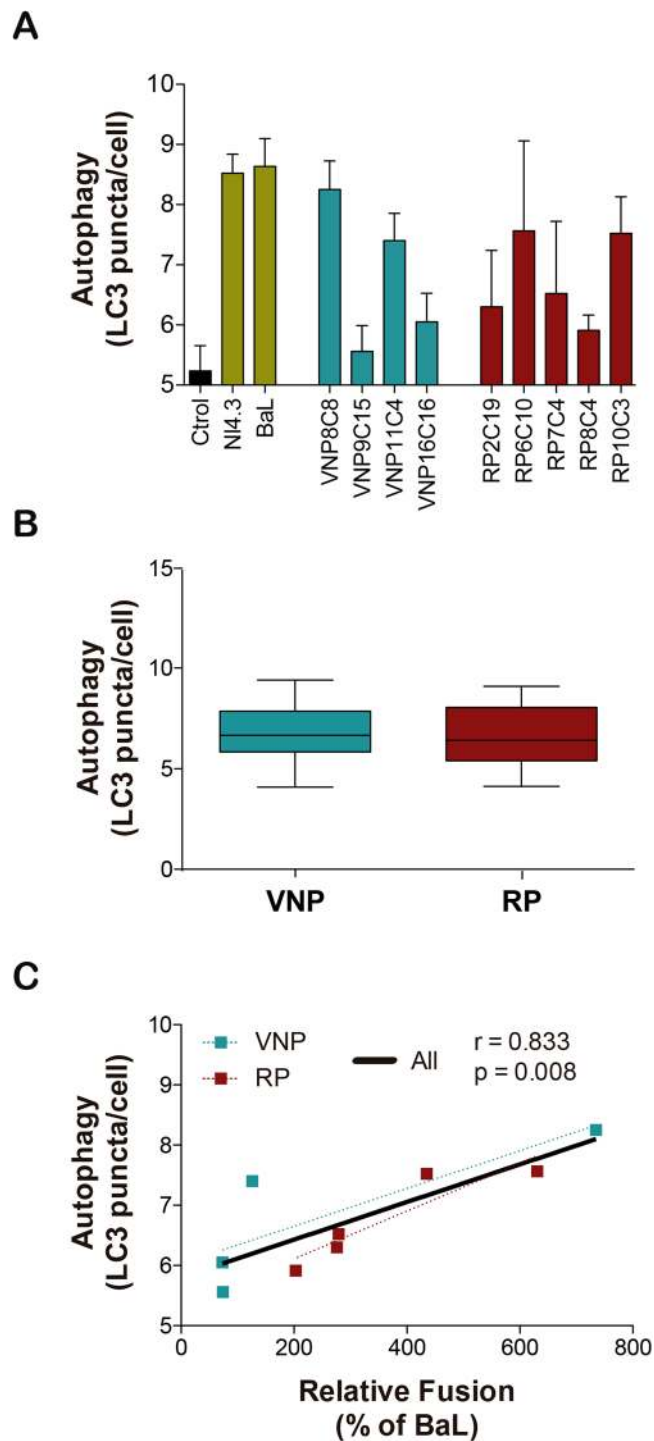 A
Autophagy
(LC3 puncta/cell)
10
9
8
7
6
5
Ctrol
Nl4.3
BaL
VNP8C8
VNP9C15
VNP11C4
VNP16C16
RP2C19
RP6C10
RP7C4
RP8C4
RP10C3
B
Autophagy
(LC3 puncta/cell)
15
10
5
0
VNP
RP
C
Autophagy
(LC3 puncta/cell)
10
9
8
7
6
5
VNP
RP
All
r = 0.833
p = 0.008
0 200 400 600 800
Relative Fusion
(% of BaL)